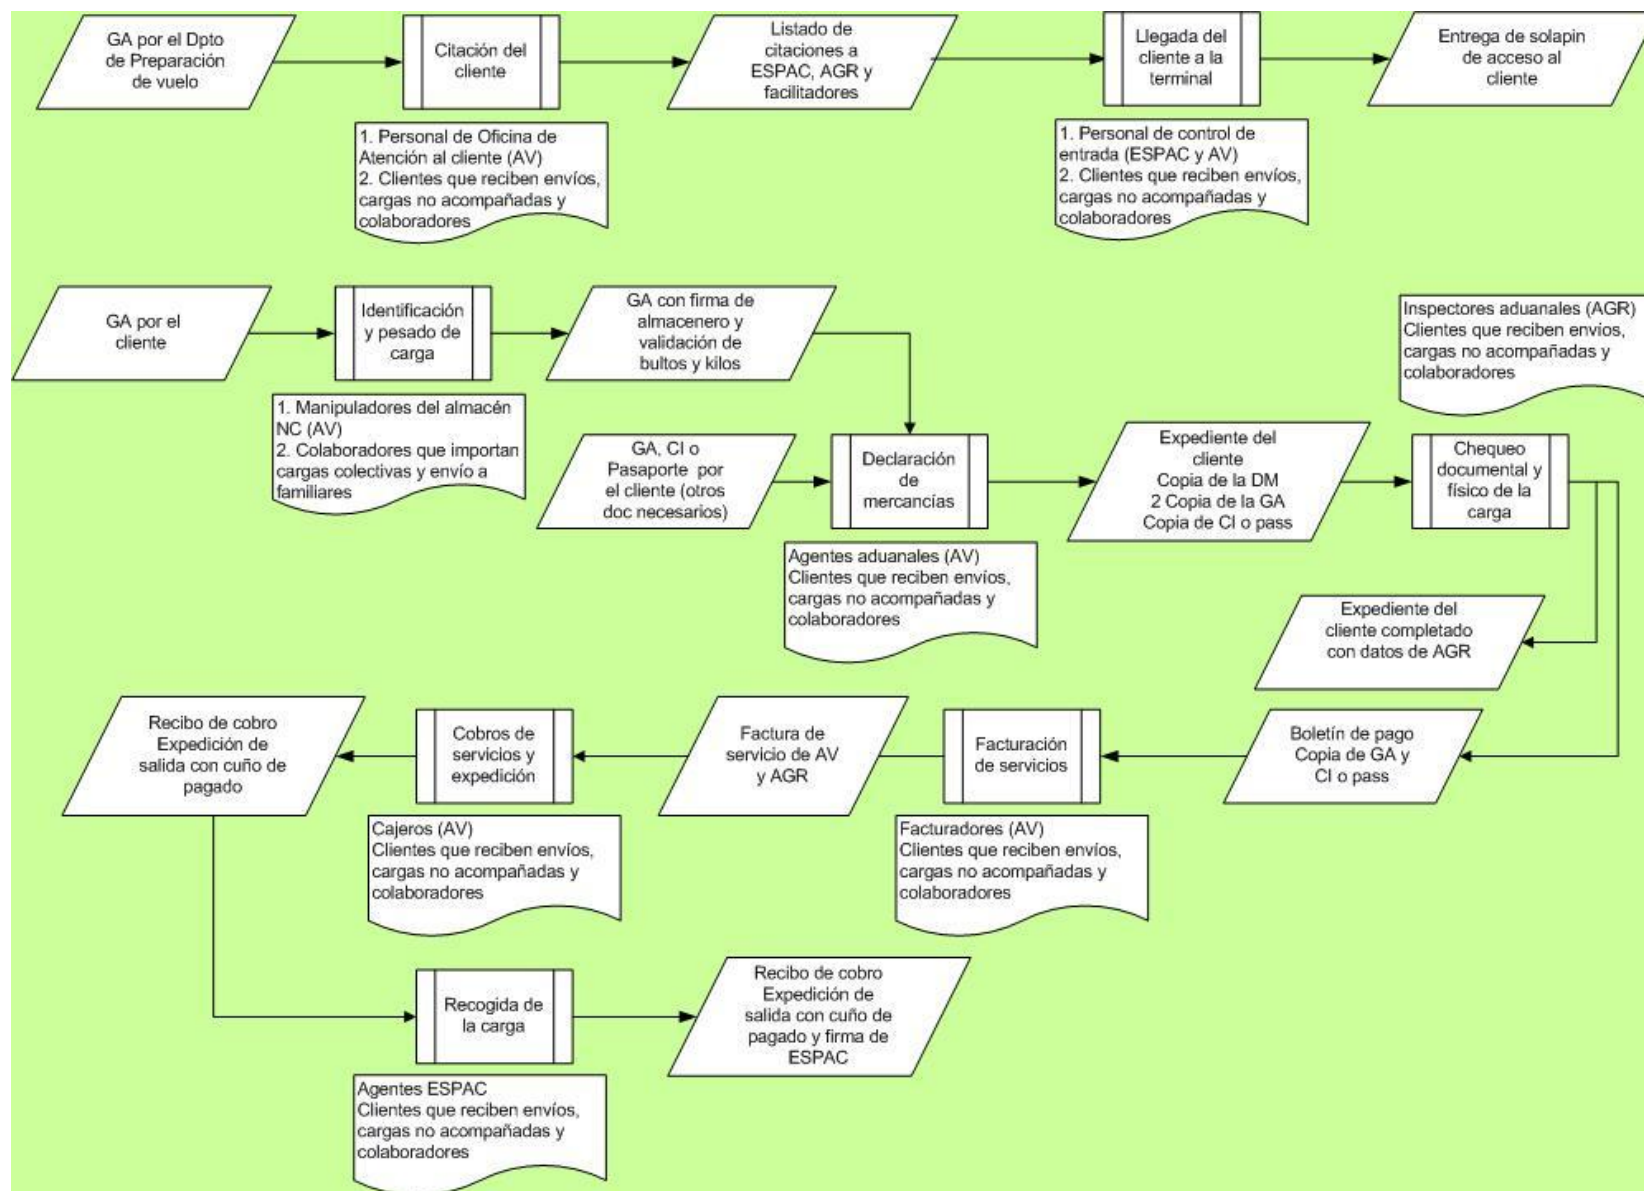 GA por el Dpto
de Preparación
de vuelo
Citación del
cliente
Listado de
citaciones a
ESPAC, AGR y
facilitadores
Llegada del
cliente a la
terminal
Entrega de solapin
de acceso al
cliente
1. Personal de Oficina de
Atención al cliente (AV)
2. Clientes que reciben envíos,
cargas no acompañadas y
colaboradores
1. Personal de control de
entrada (ESPAC y AV)
2. Clientes que reciben envíos,
cargas no acompañadas y
colaboradores
GA por el
cliente
Identificación
y pesado de
carga
GA con firma de
almacenero y
validación de
bultos y kilos
Inspectores aduanales (AGR)
Clientes que reciben envíos,
cargas no acompañadas y
colaboradores
1. Manipuladores del almacén
NC (AV)
2. Colaboradores que importan
cargas colectivas y envío a
familiares
GA, CI o
Pasaporte por
el cliente (otros
doc necesarios)
Declaración
de
mercancías
Expediente del
cliente
Copia de la DM
2 Copia de la GA
Copia de CI o pass
Chequeo
documental y
físico de la
carga
Agentes aduanales (AV)
Clientes que reciben envíos,
cargas no acompañadas y
colaboradores
Expediente del
cliente completado
con datos de AGR
Recibo de cobro
Expedición de
salida con cuño de
pagado
Cobros de
servicios y
expedición
Factura de
servicio de AV
y AGR
Facturación
de servicios
Boletín de pago
Copia de GA y
CI o pass
Cajeros (AV)
Clientes que reciben envíos,
cargas no acompañadas y
colaboradores
Facturadores (AV)
Clientes que reciben envíos,
cargas no acompañadas y
colaboradores
Recogida de
la carga
Recibo de cobro
Expedición de
salida con cuño de
pagado y firma de
ESPAC
Agentes ESPAC
Clientes que reciben envíos,
cargas no acompañadas y
colaboradores